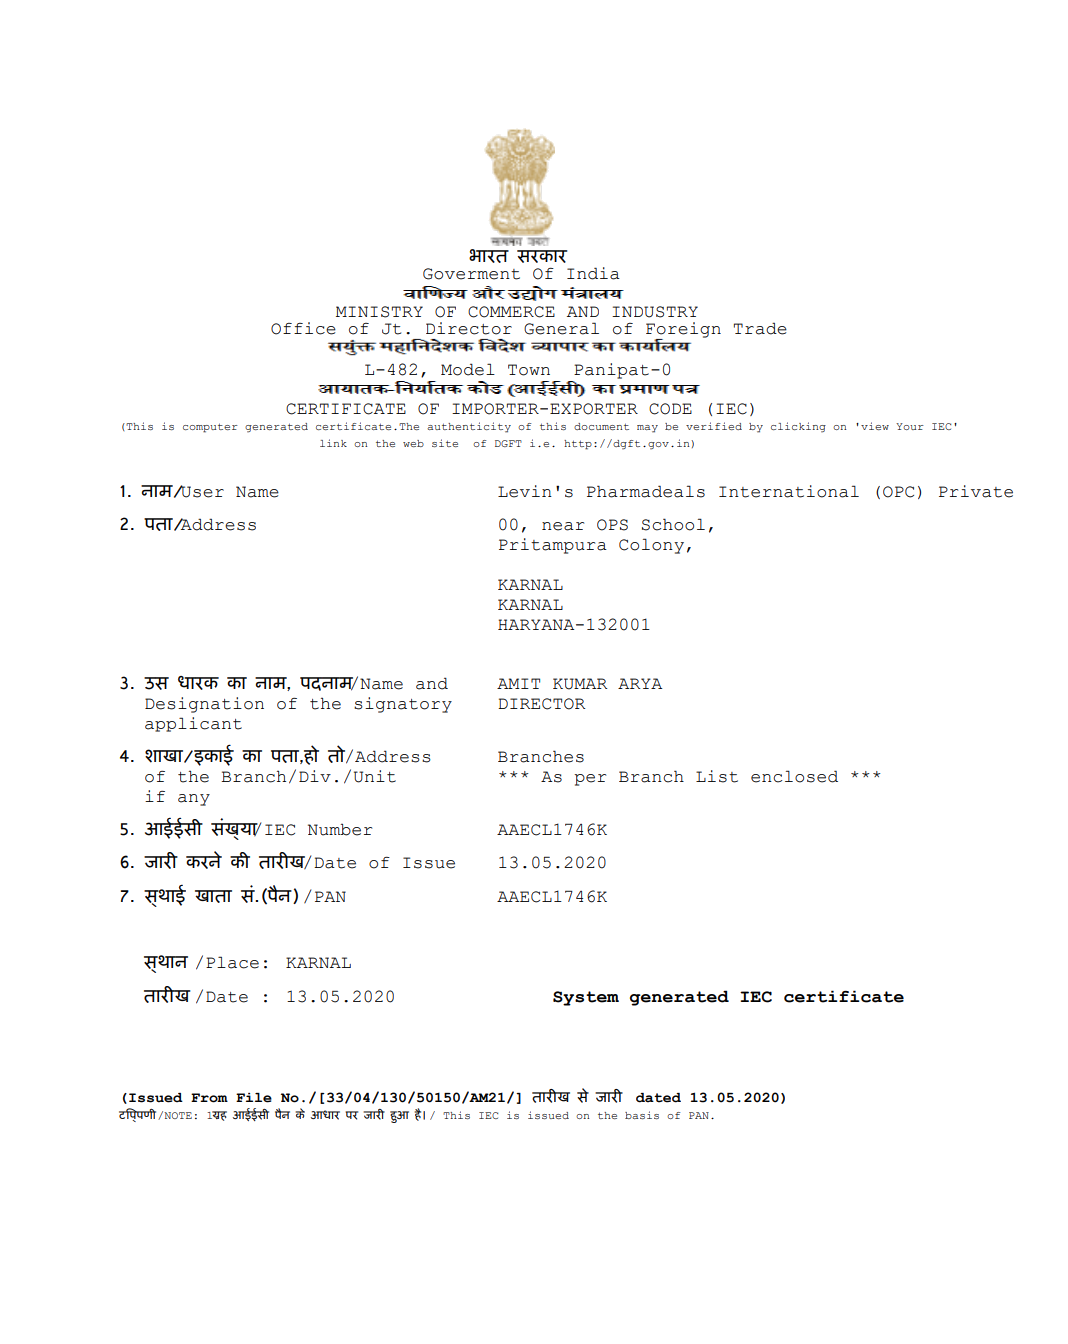 सत्यमेव जयते
भारत सरकार
Goverment Of India
वाणिज्य और उद्योग मंत्रालय
MINISTRY OF COMMERCE AND INDUSTRY
Office of Jt. Director General of Foreign Trade
सयुंक्त महानिदेशक विदेश व्यापार का कार्यालय
L-482, Model Town  Panipat-0
आयातक-निर्यातक कोड (आईईसी) का प्रमाण पत्र
CERTIFICATE OF IMPORTER-EXPORTER CODE (IEC)
(This is computer generated certificate.The authenticity of this document may be verified by clicking on 'view Your IEC'
link on the web site  of DGFT i.e. http://dgft.gov.in)
1. नाम/User Name Levin's Pharmadeals International (OPC) Private
2. पता/Address 00, near OPS School,
Pritampura Colony,
KARNAL
KARNAL
HARYANA-132001
3. उस धारक का नाम, पदनाम/Name and AMIT KUMAR ARYA
Designation of the signatory DIRECTOR
applicant
4. शाखा/इकाई का पता,हो तो/Address Branches
of the Branch/Div./Unit *** As per Branch List enclosed ***
if any
5. आईईसी संख्या/IEC Number AAECL1746K
6. जारी करने की तारीख/Date of Issue 13.05.2020
7. स्थाई खाता सं.(पैन)/PAN AAECL1746K
स्थान /Place: KARNAL
तारीख /Date : 13.05.2020 System generated IEC certificate
(Issued From File No./[33/04/130/50150/AM21/] तारीख से जारी dated 13.05.2020)
टिप्पणी/NOTE: 1यह आईईसी पैन के आधार पर जारी हुआ है।/ This IEC is issued on the basis of PAN.